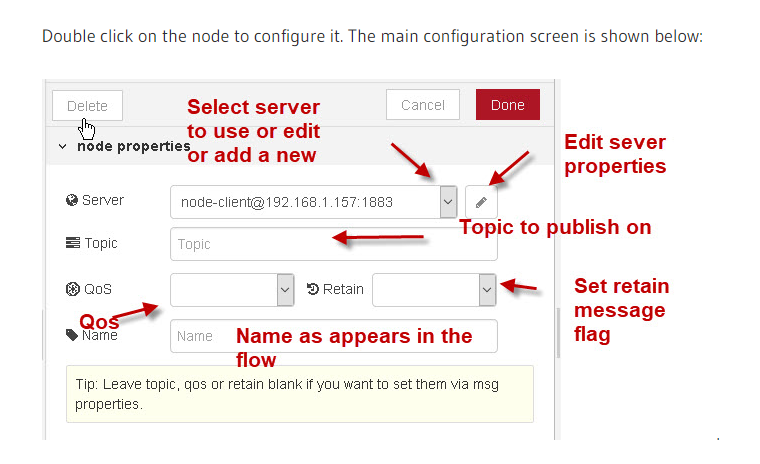 Double click on the node to configure it. The main configuration screen is shown below:
Delete
Select server
to use or edit
or add a new
Cancel
Done
node properties
Edit sever
properties
Server
node-client@192.168.1.157:1883
Topic to publish on
Topic
Topic
QoS
Retain
Set retain
message
flag
Qos
Name
Name
Name as appears in the
flow
Tip: Leave topic, qos or retain blank if you want to set them via msg
properties.